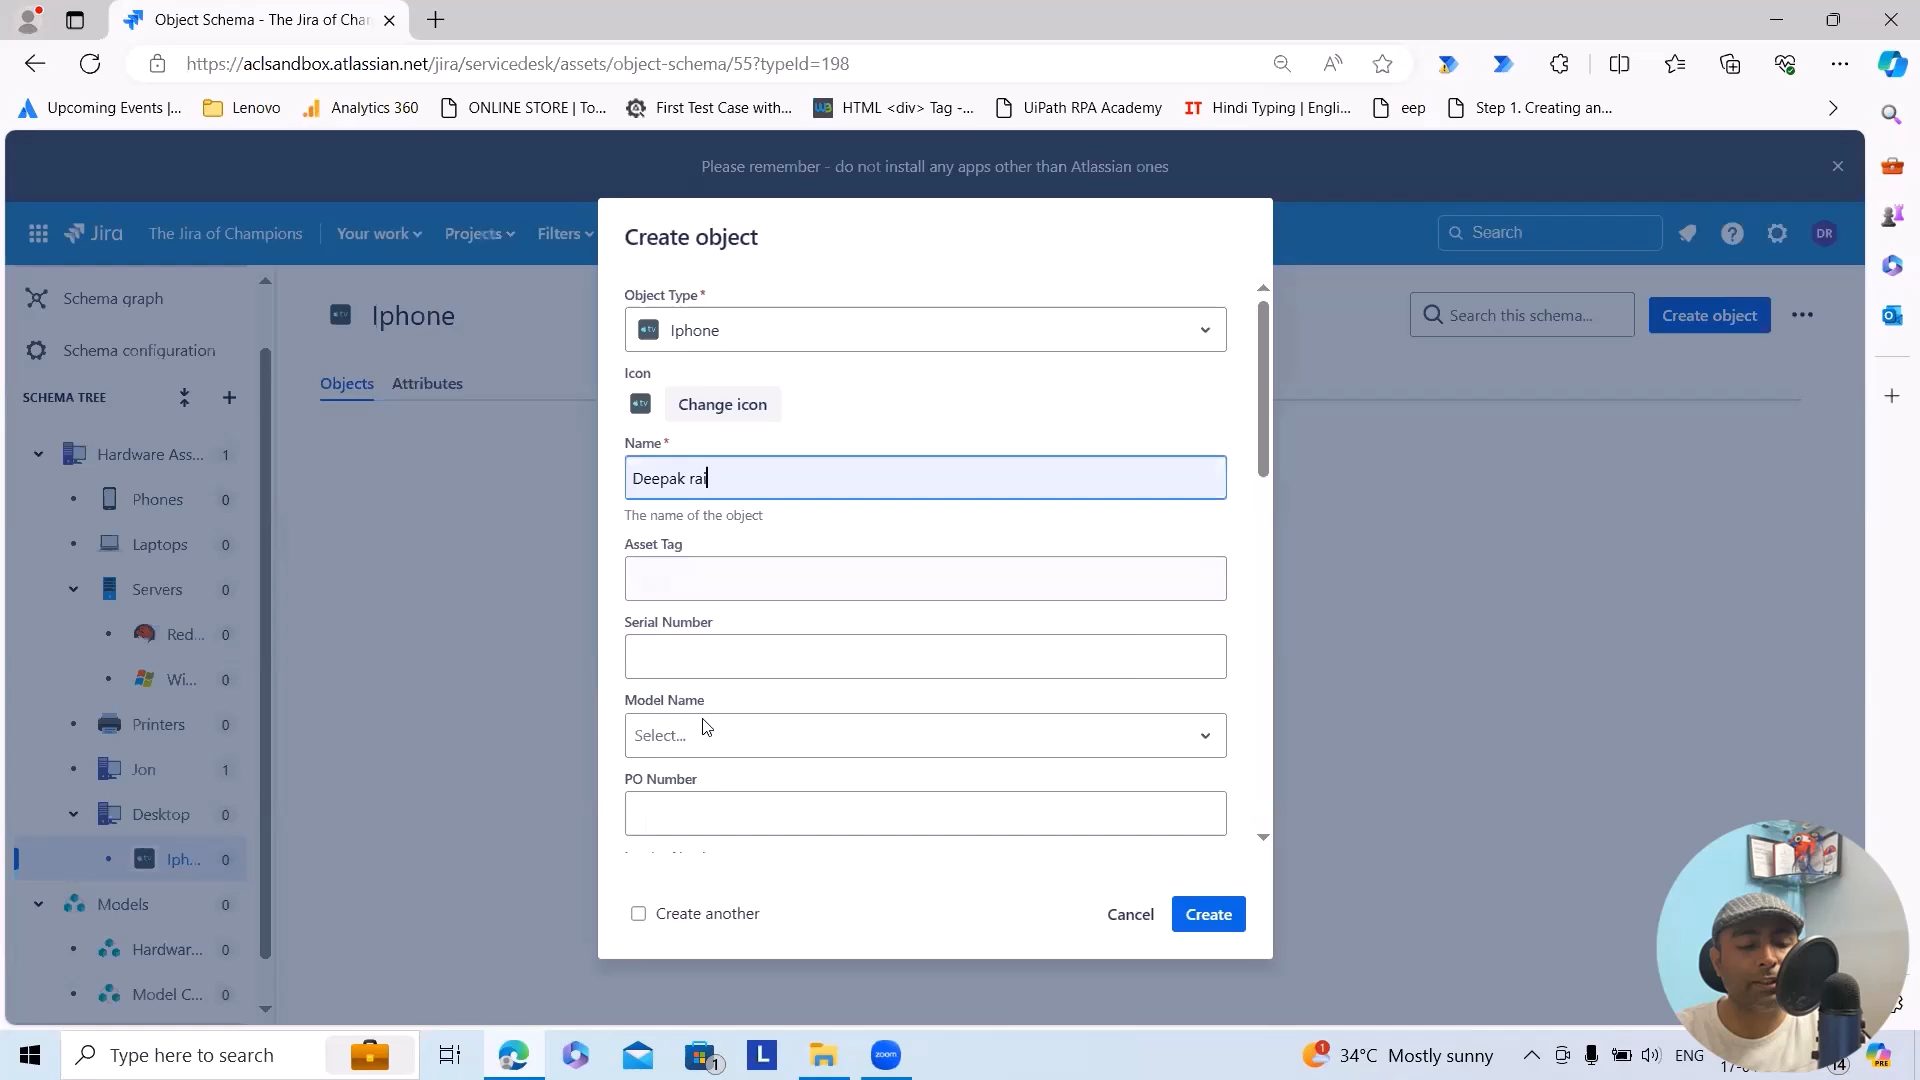 Object Schema - The Jira of Cha
https://aclsandbox.atlassian.net/jira/servicedesk/assets/object-schema/55?typeId=198
Upcoming Events |... Lenovo Analytics 360 ONLINE STORE | To... First Test Case with... HTML <div> Tag -... UiPath RPA Academy Hindi Typing | Engli... eep Step 1. Creating an...
Please remember - do not install any apps other than Atlassian ones
Jira The Jira of Champions Your work Projects Filters Search DR
Schema graph
Schema configuration
SCHEMA TREE
Hardware Ass... 1
Phones 0
Laptops 0
Servers 0
Red... 0
Wi... 0
Printers 0
Jon 1
Desktop 0
Iph... 0
Models 0
Hardwar... 0
Model C... 0
Iphone
Search this schema... Create object
Objects Attributes
Create object
Object Type*
Iphone
Icon
Change icon
Name*
Deepak rai
The name of the object
Asset Tag
Serial Number
Model Name
Select...
PO Number
Create another Cancel Create
Type here to search
1
L
zoom
1
34°C Mostly sunny
ENG
14
PRE